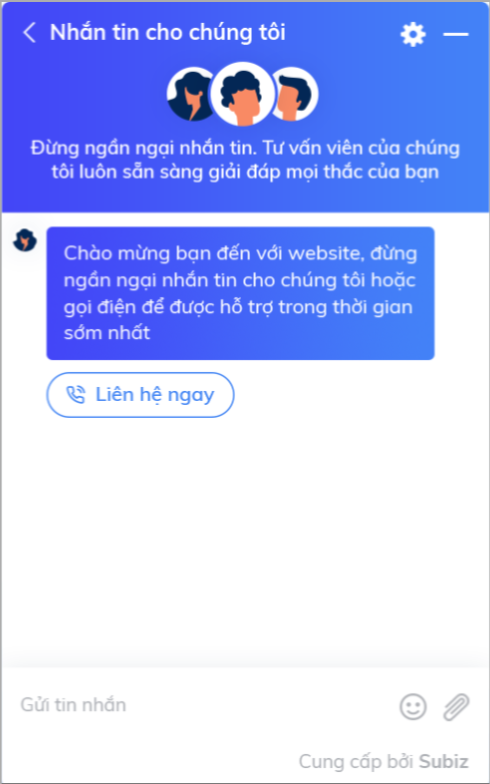 Nhắn tin cho chúng tôi
Đừng ngần ngại nhắn tin. Tư vấn viên của chúng
tôi luôn sẵn sàng giải đáp mọi thắc của bạn
Chào mừng bạn đến với website, đừng
ngần ngại nhắn tin cho chúng tôi hoặc
gọi điện để được hỗ trợ trong thời gian
sớm nhất
Liên hệ ngay
Gửi tin nhắn
Cung cấp bởi Subiz